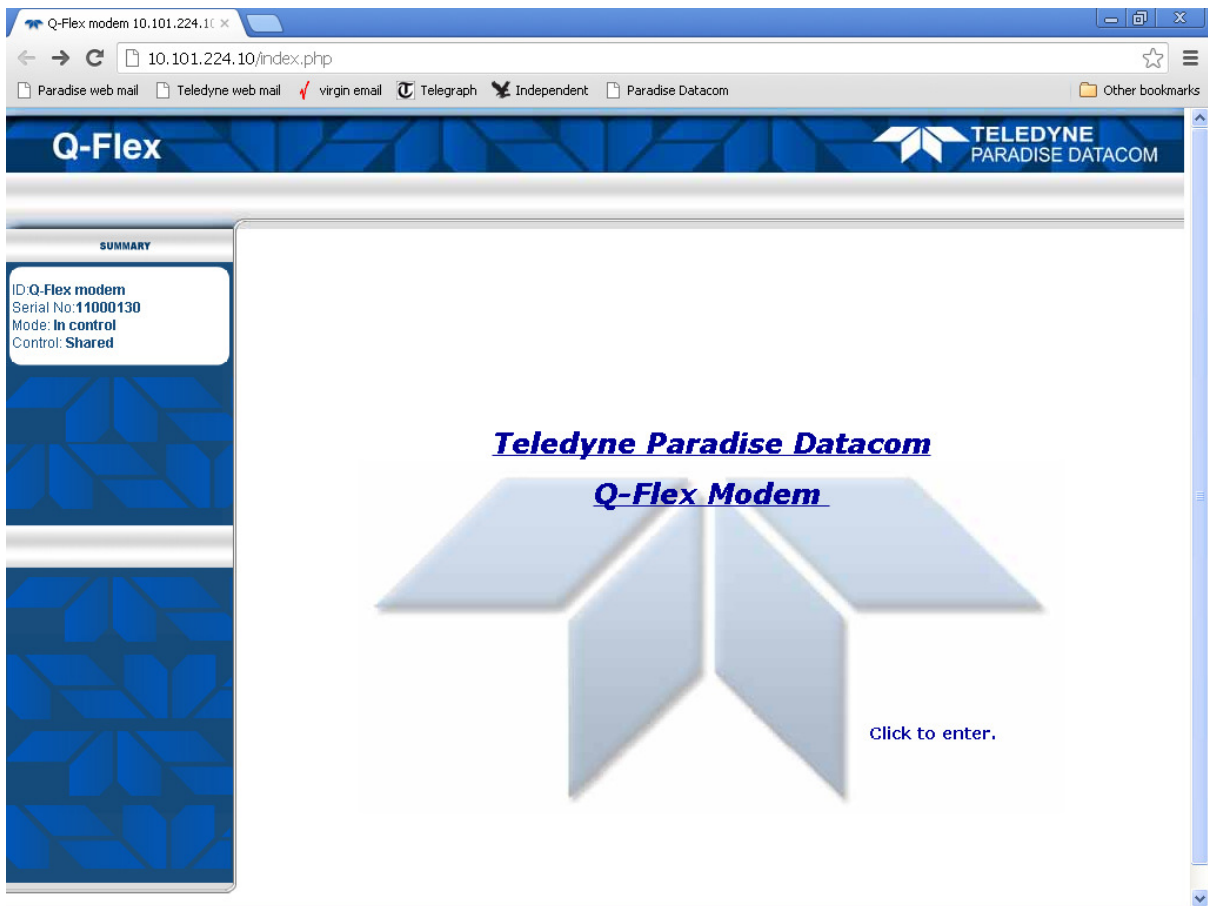 Q-Flex modem 10.101.224.1
10.101.224.10/index.php
Paradise web mail Teledyne web mail virgin email Telegraph Independent Paradise Datacom Other bookmarks
Q-Flex
TELEDYNE
PARADISE DATACOM
SUMMARY
ID:Q-Flex modem
Serial No:11000130
Mode: In control
Control: Shared
Teledyne Paradise Datacom
Q-Flex Modem
Click to enter.